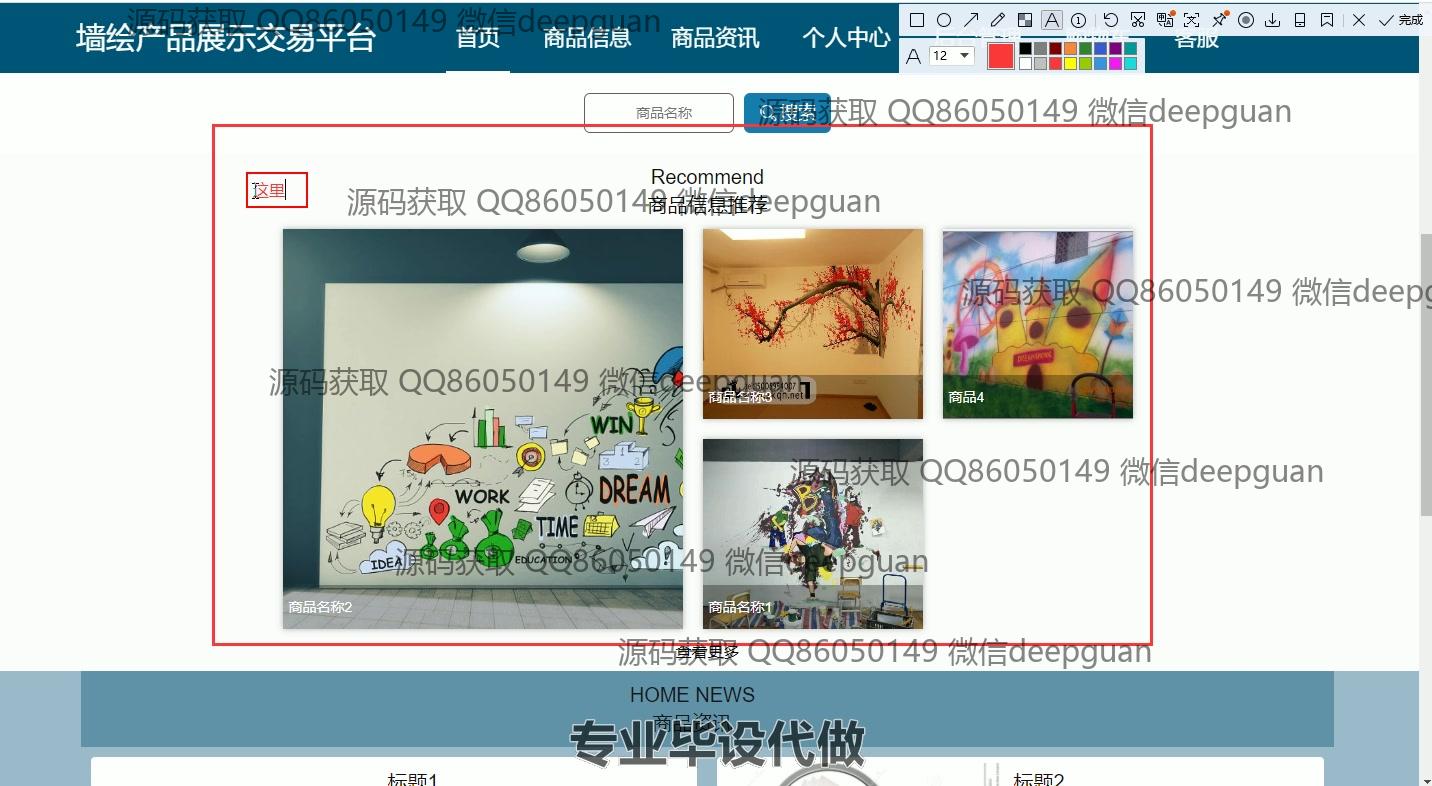 墙绘产品展示交易平台
首页 商品信息 商品资讯 个人中心
客服
源码获取 QQ86050149 微信deepguan
A 12
完成
商品名称
搜索
源码获取 QQ86050149 微信deepguan
Recommend
这里
源码获取 QQ86050149 微信deepguan
商品信息推荐
源码获取 QQ86050149 微信deepg
源码获取 QQ86050149 微信deepguan
商品名称3
商品4
WIN
WORK
DREAM
TIME
IDEA
EDUCATION
源码获取 QQ86050149 微信deepguan
源码获取 QQ86050149 微信deepguan
商品名称2
商品名称1
查看更多
源码获取 QQ86050149 微信deepguan
HOME NEWS
商品资讯
专业毕设代做
标题1
标题2